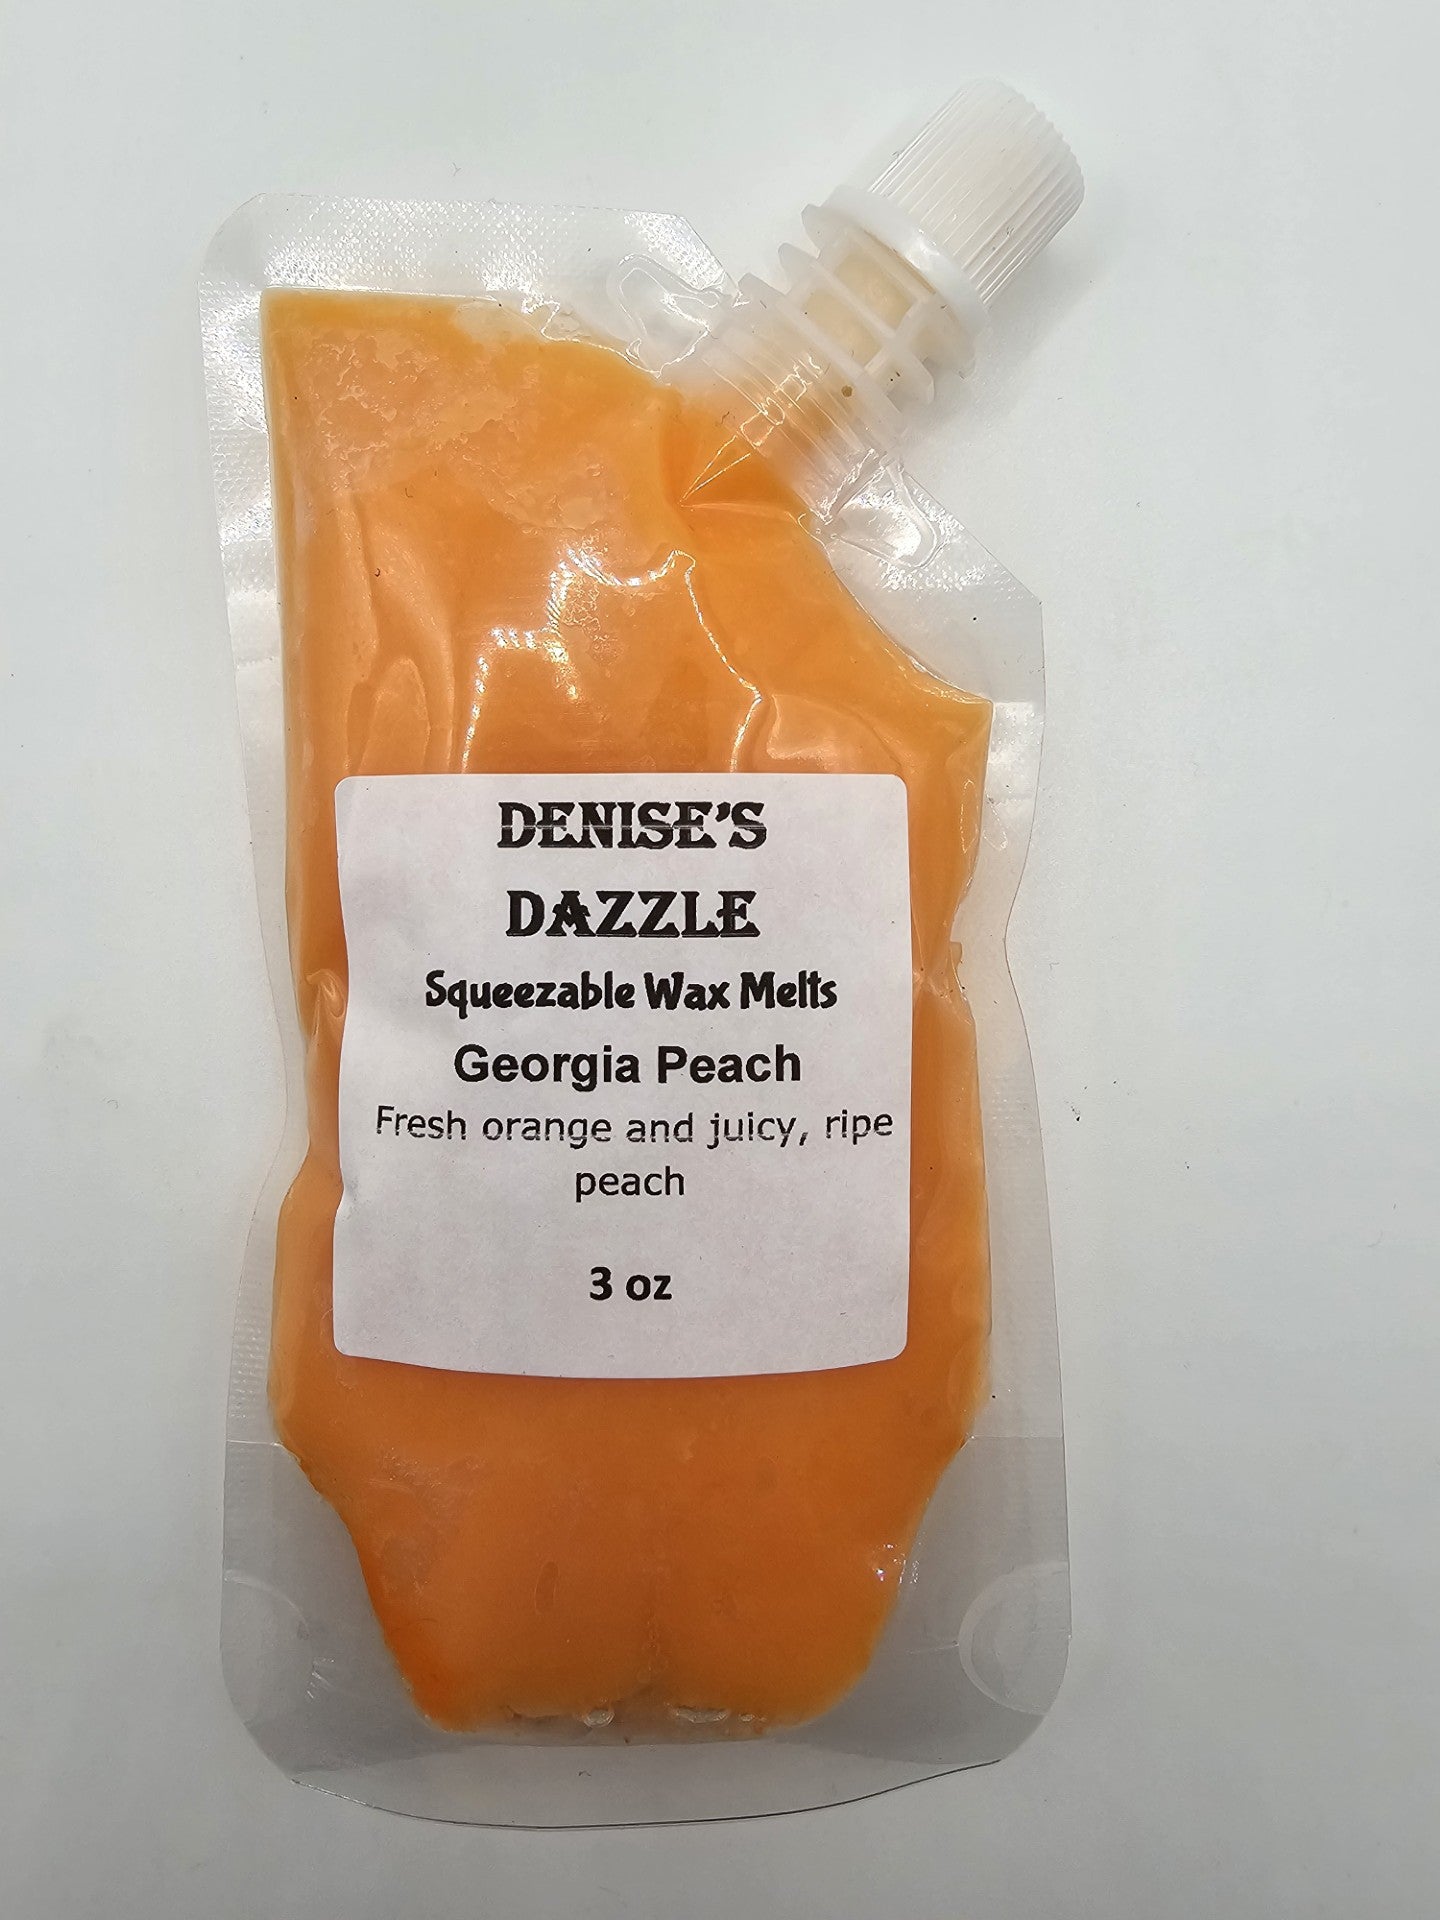 DENISE'S
DAZZLE
Squeezable Wax Melts
Georgia Peach
Fresh orange and juicy, ripe
peach
3 oz